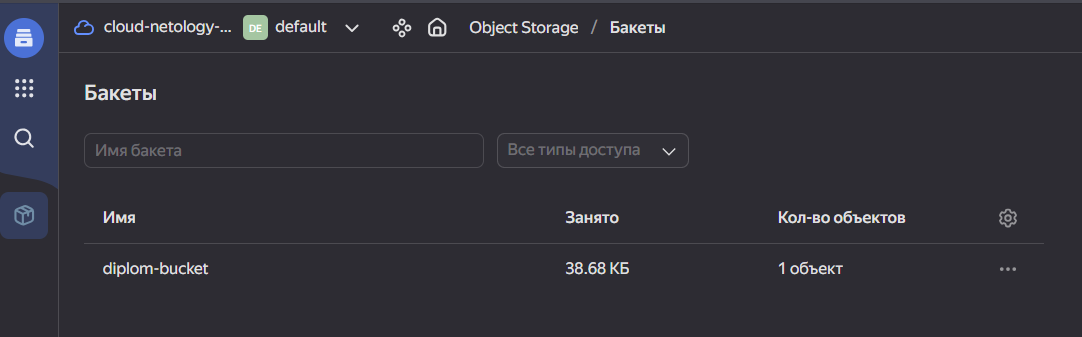 cloud-netology-... DE default Object Storage / Бакеты
Бакеты
Имя бакета Все типы доступа
Имя Занято Кол-во объектов
diplom-bucket 38.68 КБ 1 объект